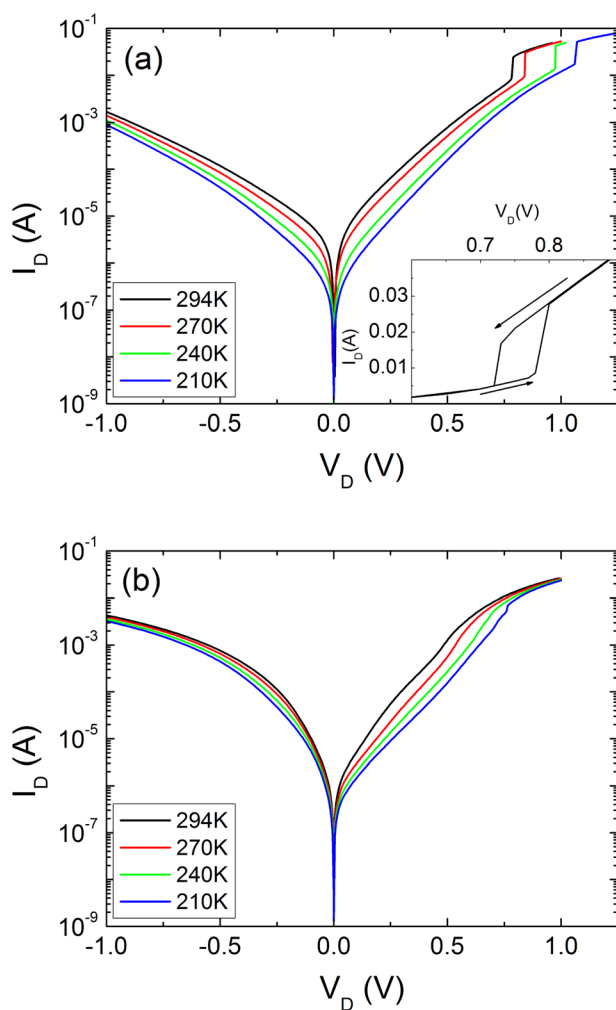 (a)
10^-1
10^-3
10^-5
10^-7
10^-9
I_D (A)
294K
270K
240K
210K
V_D(V)
0.7 0.8
0.03
0.02
0.01
I_D(A)
-1.0 -0.5 0.0 0.5 1.0
V_D (V)
(b)
10^-1
10^-3
10^-5
10^-7
10^-9
I_D (A)
294K
270K
240K
210K
-1.0 -0.5 0.0 0.5 1.0
V_D (V)